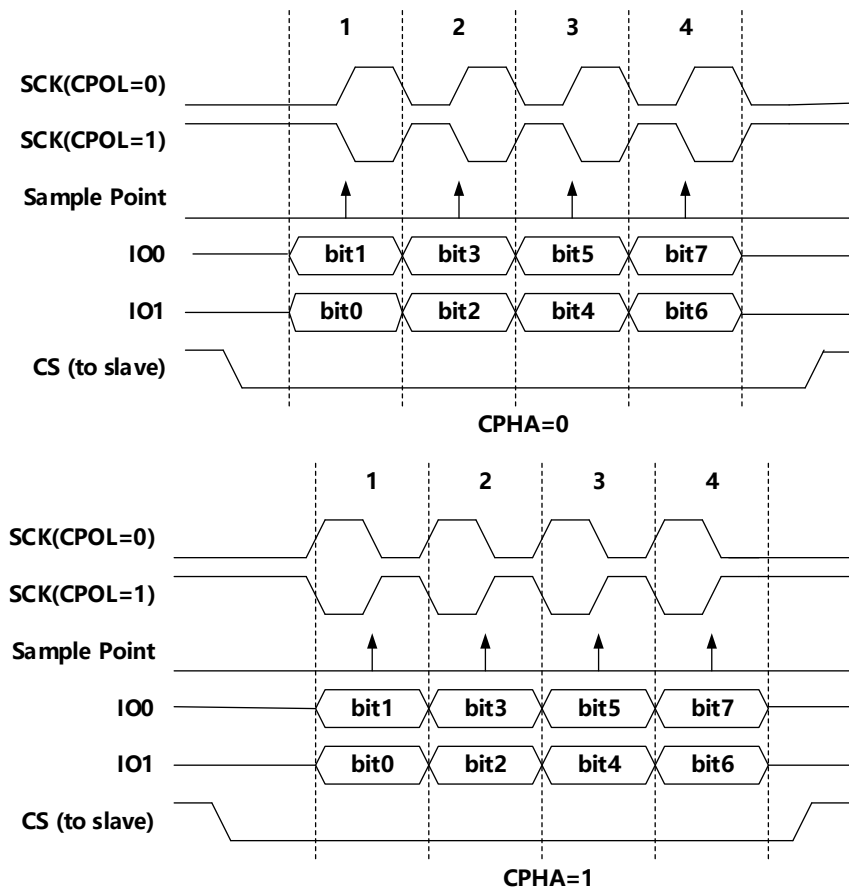 1 2 3 4
SCK(CPOL=0)
SCK(CPOL=1)
Sample Point
IO0 bit1 bit3 bit5 bit7
IO1 bit0 bit2 bit4 bit6
CS (to slave)
CPHA=0
1 2 3 4
SCK(CPOL=0)
SCK(CPOL=1)
Sample Point
IO0 bit1 bit3 bit5 bit7
IO1 bit0 bit2 bit4 bit6
CS (to slave)
CPHA=1